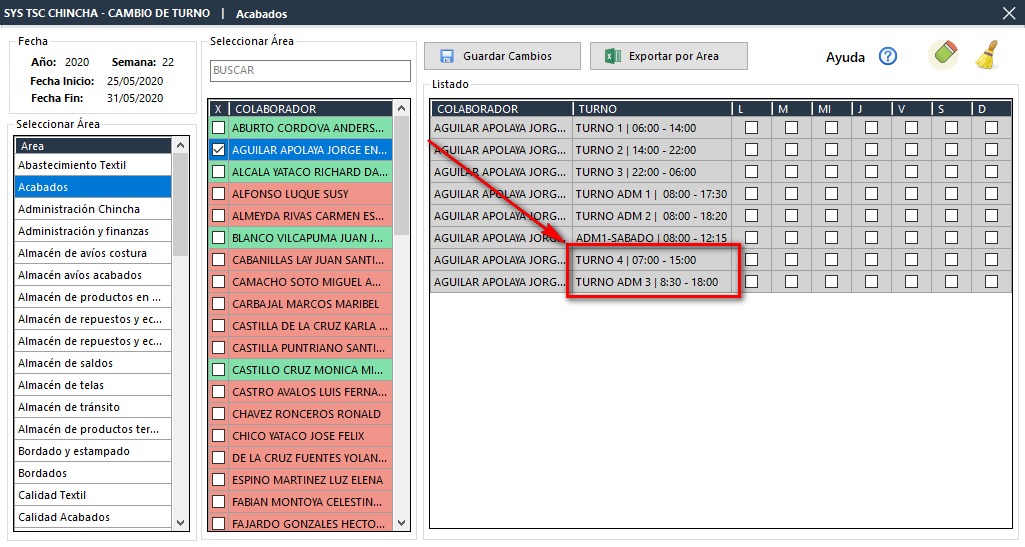 SYS TSC CHINCHA - CAMBIO DE TURNO | Acabados
Fecha
Año: 2020 Semana: 22
Fecha Inicio: 25/05/2020
Fecha Fin: 31/05/2020
Seleccionar Área
Area
Abastecimiento Textil
Acabados
Administración Chincha
Administración y finanzas
Almacén de avíos costura
Almacén avíos acabados
Almacén de productos en ...
Almacén de repuestos y ec...
Almacén de repuestos y ec...
Almacén de saldos
Almacén de telas
Almacén de tránsito
Almacén de productos ter...
Bordado y estampado
Bordados
Calidad Textil
Calidad Acabados
Seleccionar Área
BUSCAR
X COLABORADOR
ABURTO CORDOVA ANDERS...
AGUILAR APOLAYA JORGE EN...
ALCALA YATACO RICHARD DA...
ALFONSO LUQUE SUSY
ALMEYDA RIVAS CARMEN ES...
BLANCO VILCAPUMA JUAN J...
CABANILLAS LAY JUAN SANTI...
CAMACHO SOTO MIGUEL A...
CARBAJAL MARCOS MARIBEL
CASTILLA DE LA CRUZ KARLA ...
CASTILLA PUNTRIANO SANTI...
CASTILLO CRUZ MONICA MI...
CASTRO AVALOS LUIS FERNA...
CHAVEZ RONCEROS RONALD
CHICO YATACO JOSE FELIX
DE LA CRUZ FUENTES YOLAN...
ESPINO MARTINEZ LUZ ELENA
FABIAN MONTOYA CELESTIN...
FAJARDO GONZALES HECTO...
Guardar Cambios
Exportar por Area
Ayuda ?
Listado
COLABORADOR TURNO L M MI J V S D
AGUILAR APOLAYA JORG... TURNO 1 | 06:00 - 14:00
AGUILAR APOLAYA JORG... TURNO 2 | 14:00 - 22:00
AGUILAR APOLAYA JORG... TURNO 3 | 22:00 - 06:00
AGUILAR APOLAYA JORG... TURNO ADM 1 | 08:00 - 17:30
AGUILAR APOLAYA JORG... TURNO ADM 2 | 08:00 - 18:20
AGUILAR APOLAYA JORG... ADM1-SABADO | 08:00 - 12:15
AGUILAR APOLAYA JORG... TURNO 4 | 07:00 - 15:00
AGUILAR APOLAYA JORG... TURNO ADM 3 | 8:30 - 18:00